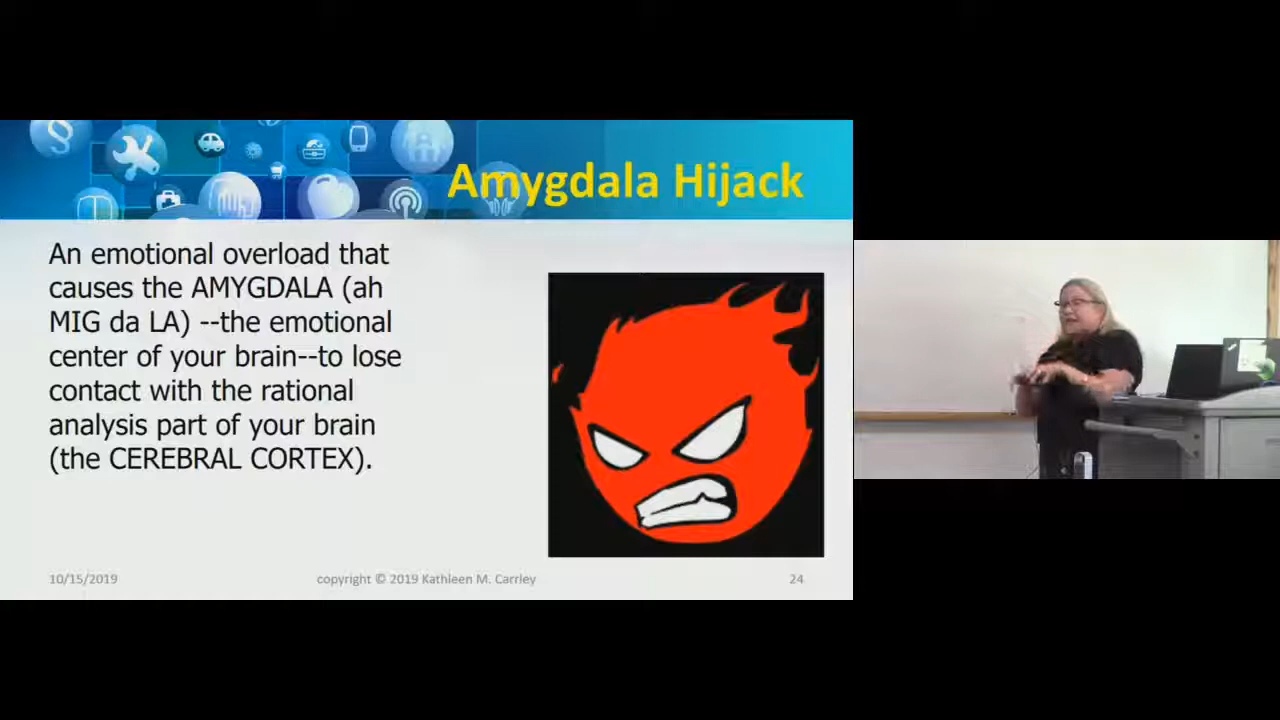 Amygdala Hijack
An emotional overload that
causes the AMYGDALA (ah
MIG da LA) --the emotional
center of your brain--to lose
contact with the rational
analysis part of your brain
(the CEREBRAL CORTEX).
10/15/2019
copyright © 2019 Kathleen M. Carrley
24